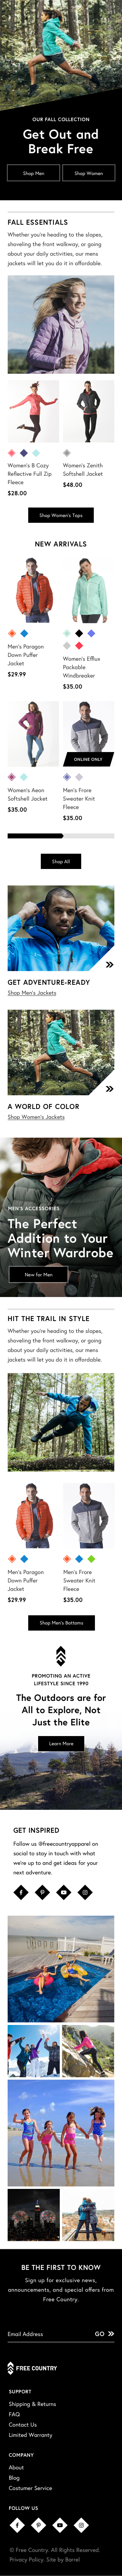 OUR FALL COLLECTION
Get Out and
Break Free
Shop Men
Shop Women
FALL ESSENTIALS
Whether you're heading to the slopes,
shoveling the front walkway, or going
about your daily activities, our mens
jackets will let you do it in affordable.
Women's B Cozy
Reflective Full Zip
Fleece
$28.00
Women's Zenith
Softshell Jacket
$48.00
Shop Women's Tops
NEW ARRIVALS
Men's Paragon
Down Puffer
Jacket
$29.99
Women's Efflux
Packable
Windbreaker
$35.00
Women's Aeon
Softshell Jacket
$35.00
ONLINE ONLY
Men's Frore
Sweater Knit
Fleece
$35.00
Shop All
GET ADVENTURE-READY
Shop Men's Jackets
A WORLD OF COLOR
Shop Women's Jackets
MEN'S ACCESSORIES
The Perfect
Addition to Your
Winter Wardrobe
New for Men
HIT THE TRAIL IN STYLE
Whether you're heading to the slopes,
shoveling the front walkway, or going
about your daily activities, our mens
jackets will let you do it in affordable.
Men's Paragon
Down Puffer
Jacket
$29.99
Men's Frore
Sweater Knit
Fleece
$35.00
Shop Men's Bottoms
PROMOTING AN ACTIVE
LIFESTYLE SINCE 1990
The Outdoors are for
All to Explore, Not
Just the Elite
Learn More
GET INSPIRED
Follow us @freecountryapparel on
social to stay in touch with what
we're up to and get ideas for your
next adventure.
BE THE FIRST TO KNOW
Sign up for exclusive news,
announcements, and special offers from
Free Country.
Email Address
GO
FREE COUNTRY
SUPPORT
Shipping & Returns
FAQ
Contact Us
Limited Warranty
COMPANY
About
Blog
Costumer Service
FOLLOW US
© Free Country. All Rights Reserved.
Privacy Policy. Site by Barrel